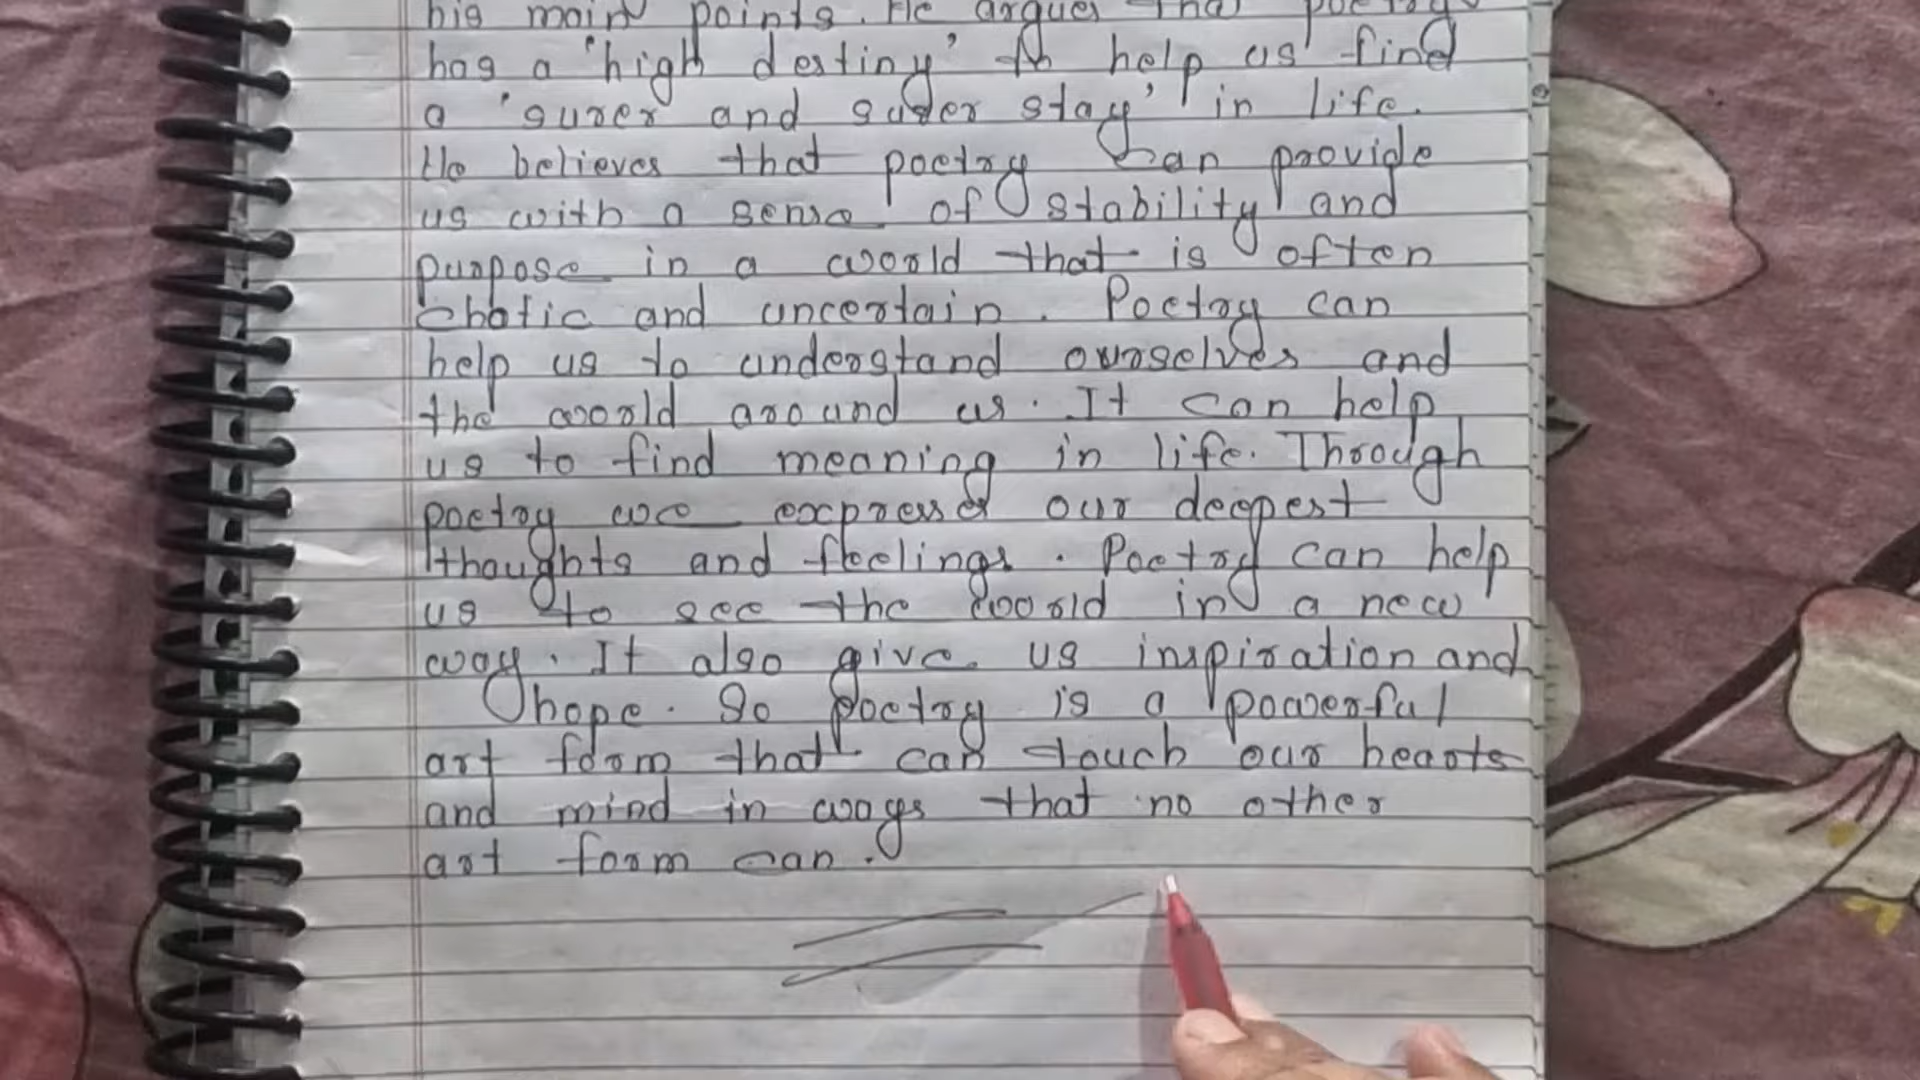 his main points. He argues that poetry
has a 'high destiny' to help us find
a 'surer and surer stay' in life.
He believes that poetry can provide
us with a sense of stability and
purpose in a world that is often
chotic and uncertain. Poetry can
help us to understand ourselves and
the world around us. It can help
us to find meaning in life. Through
poetry we express our deepest
thoughts and feelings. Poetry can help
us to see the world in a new
way. It also give us inspiration and
hope. So poetry is a powerful
art form that can touch our hearts
and mind in ways that no other
art form can.